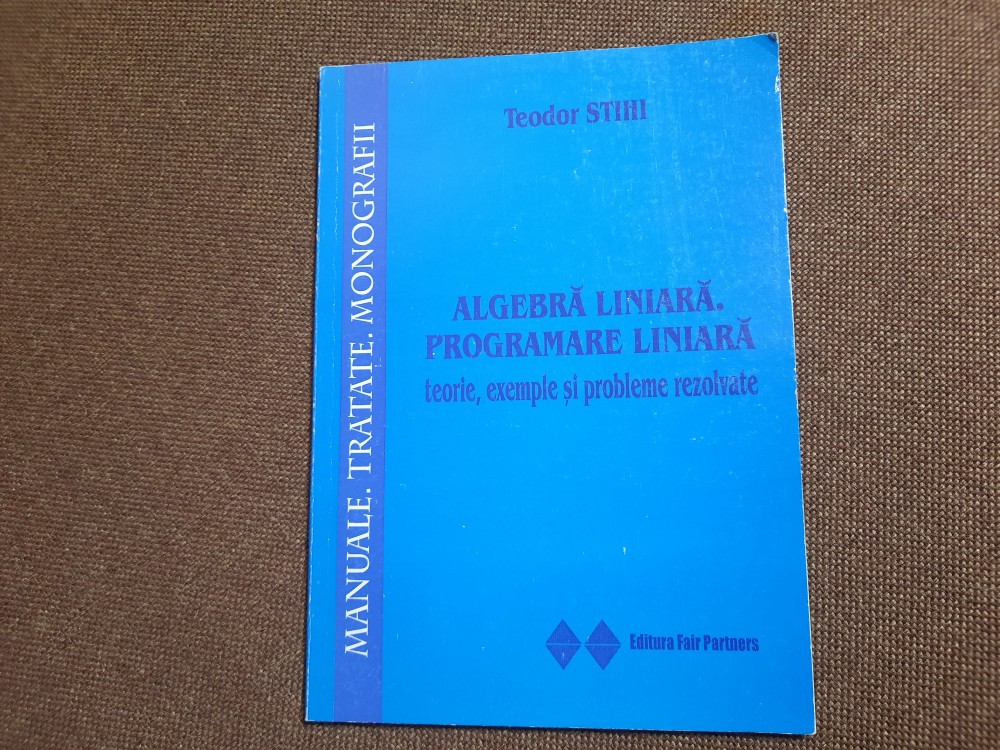 Teodor STIHI
MANUALE. TRATATE. MONOGRAFII
ALGEBRĂ LINIARĂ.
PROGRAMARE LINIARĂ
teorie, exemple și probleme rezolvate
Editura Fair Partners